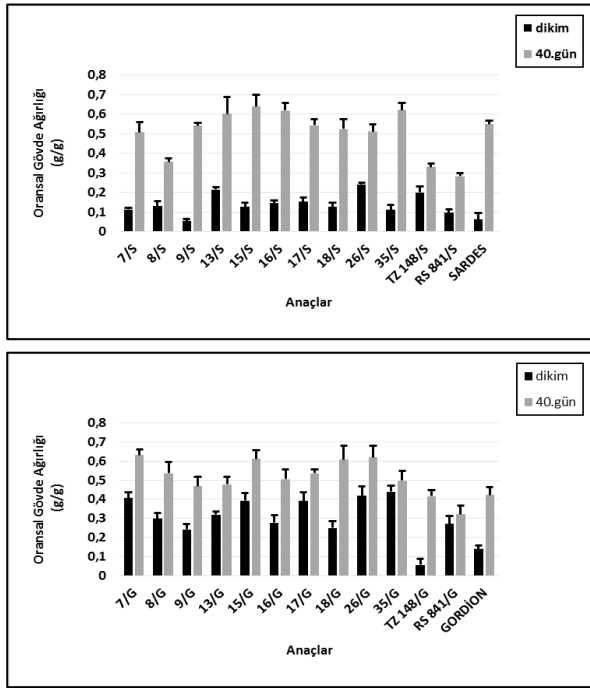 dikim
40.gün
Oransal Gövde Ağırlığı
(g/g)
0,8
0,7
0,6
0,5
0,4
0,3
0,2
0,1
0
7/S
8/S
9/S
13/S
15/S
16/S
17/S
18/S
26/S
35/S
TZ 148/S
RS 841/S
SARDES
Anaçlar
dikim
40.gün
Oransal Gövde Ağırlığı
(g/g)
0,8
0,7
0,6
0,5
0,4
0,3
0,2
0,1
0
7/G
8/G
9/G
13/G
15/G
16/G
17/G
18/G
26/G
35/G
TZ 148/G
RS 841/G
GORDİON
Anaçlar